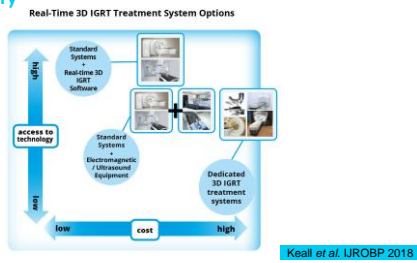 Real-Time 3D IGRT Treatment System Options
high
Standard
Systems
+
Real-time 3D
IGRT
Software
+
access to
technology
Standard
Systems
+
Electromagnetic
/ Ultrasound
Equipment
Dedicated
3D IGRT
treatment
systems
low
low
cost
high
Keall et al. IJROBP 2018